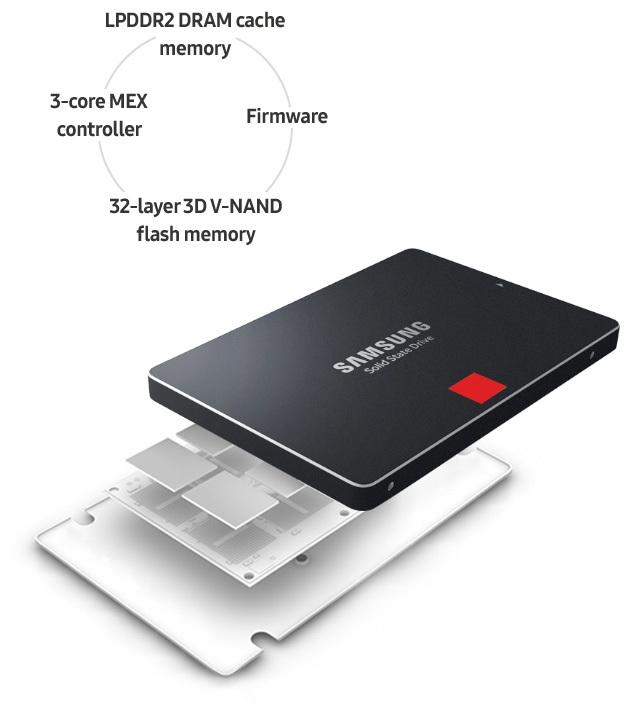 LPDDR2 DRAM cache
memory
3-core MEX
controller
Firmware
32-layer 3D V-NAND
flash memory
SAMSUNG
Solid State Drive